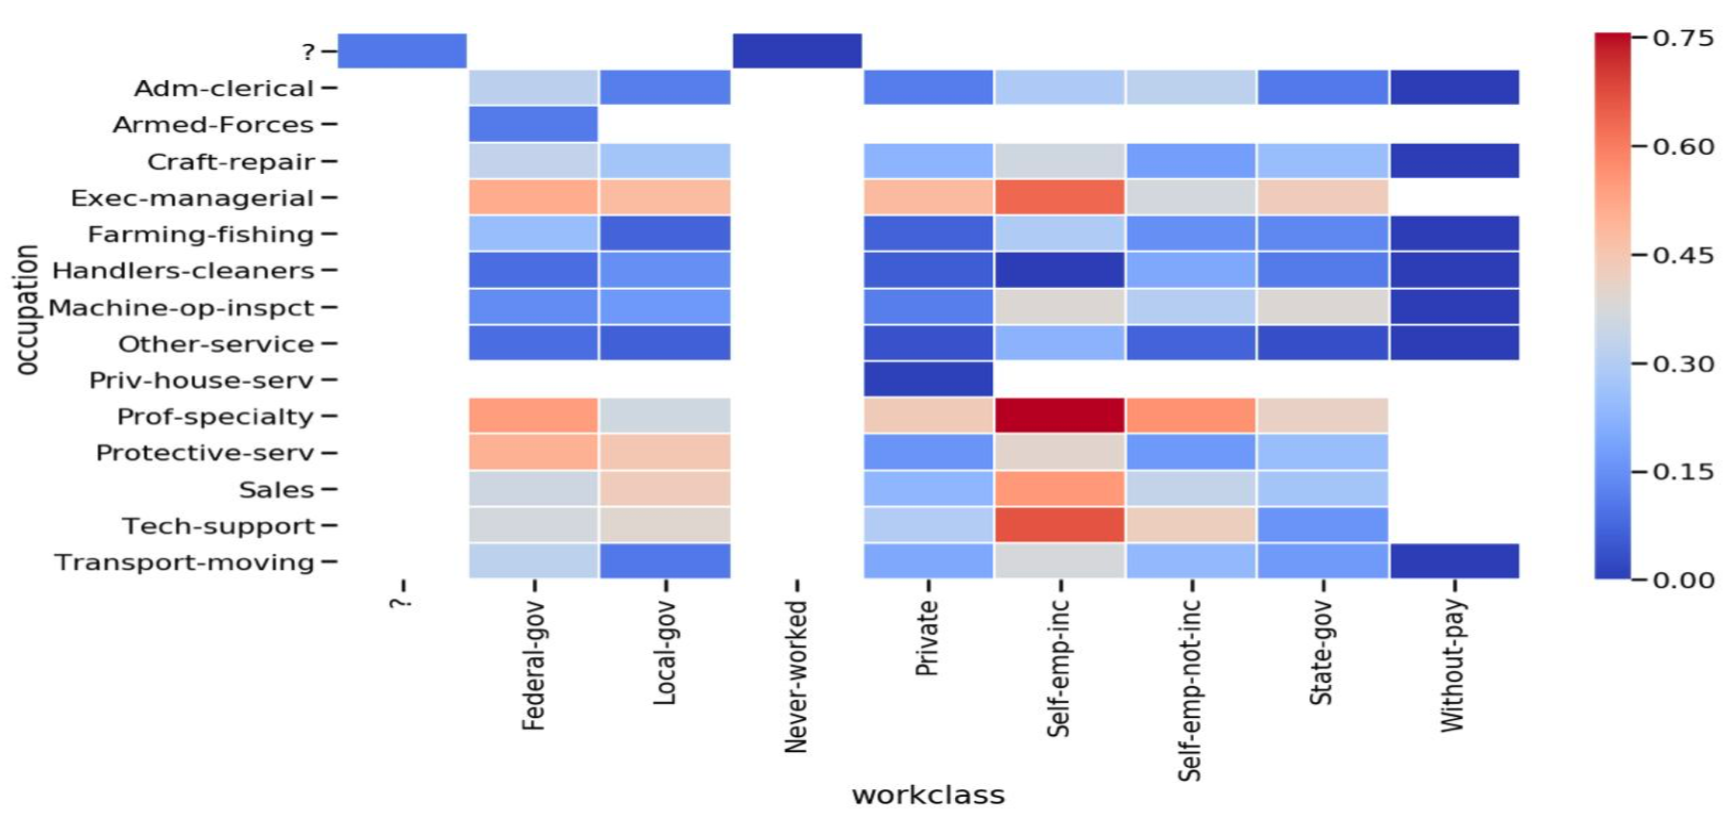 occupation
?
Adm-clerical
Armed-Forces
Craft-repair
Exec-managerial
Farming-fishing
Handlers-cleaners
Machine-op-inspct
Other-service
Priv-house-serv
Prof-specialty
Protective-serv
Sales
Tech-support
Transport-moving
?
Federal-gov
Local-gov
Never-worked
Private
Self-emp-inc
Self-emp-not-inc
State-gov
Without-pay
workclass
0.75
0.60
0.45
0.30
0.15
0.00